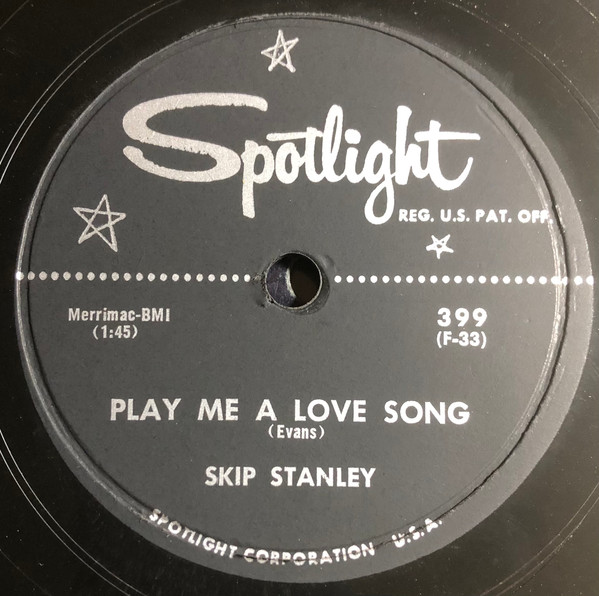 Spotlight
REG. U.S. PAT. OFF.
Merrimac-BMI
(1:45)
399
(F-33)
PLAY ME A LOVE SONG
(Evans)
SKIP STANLEY
SPOTLIGHT CORPORATION U.S.A.